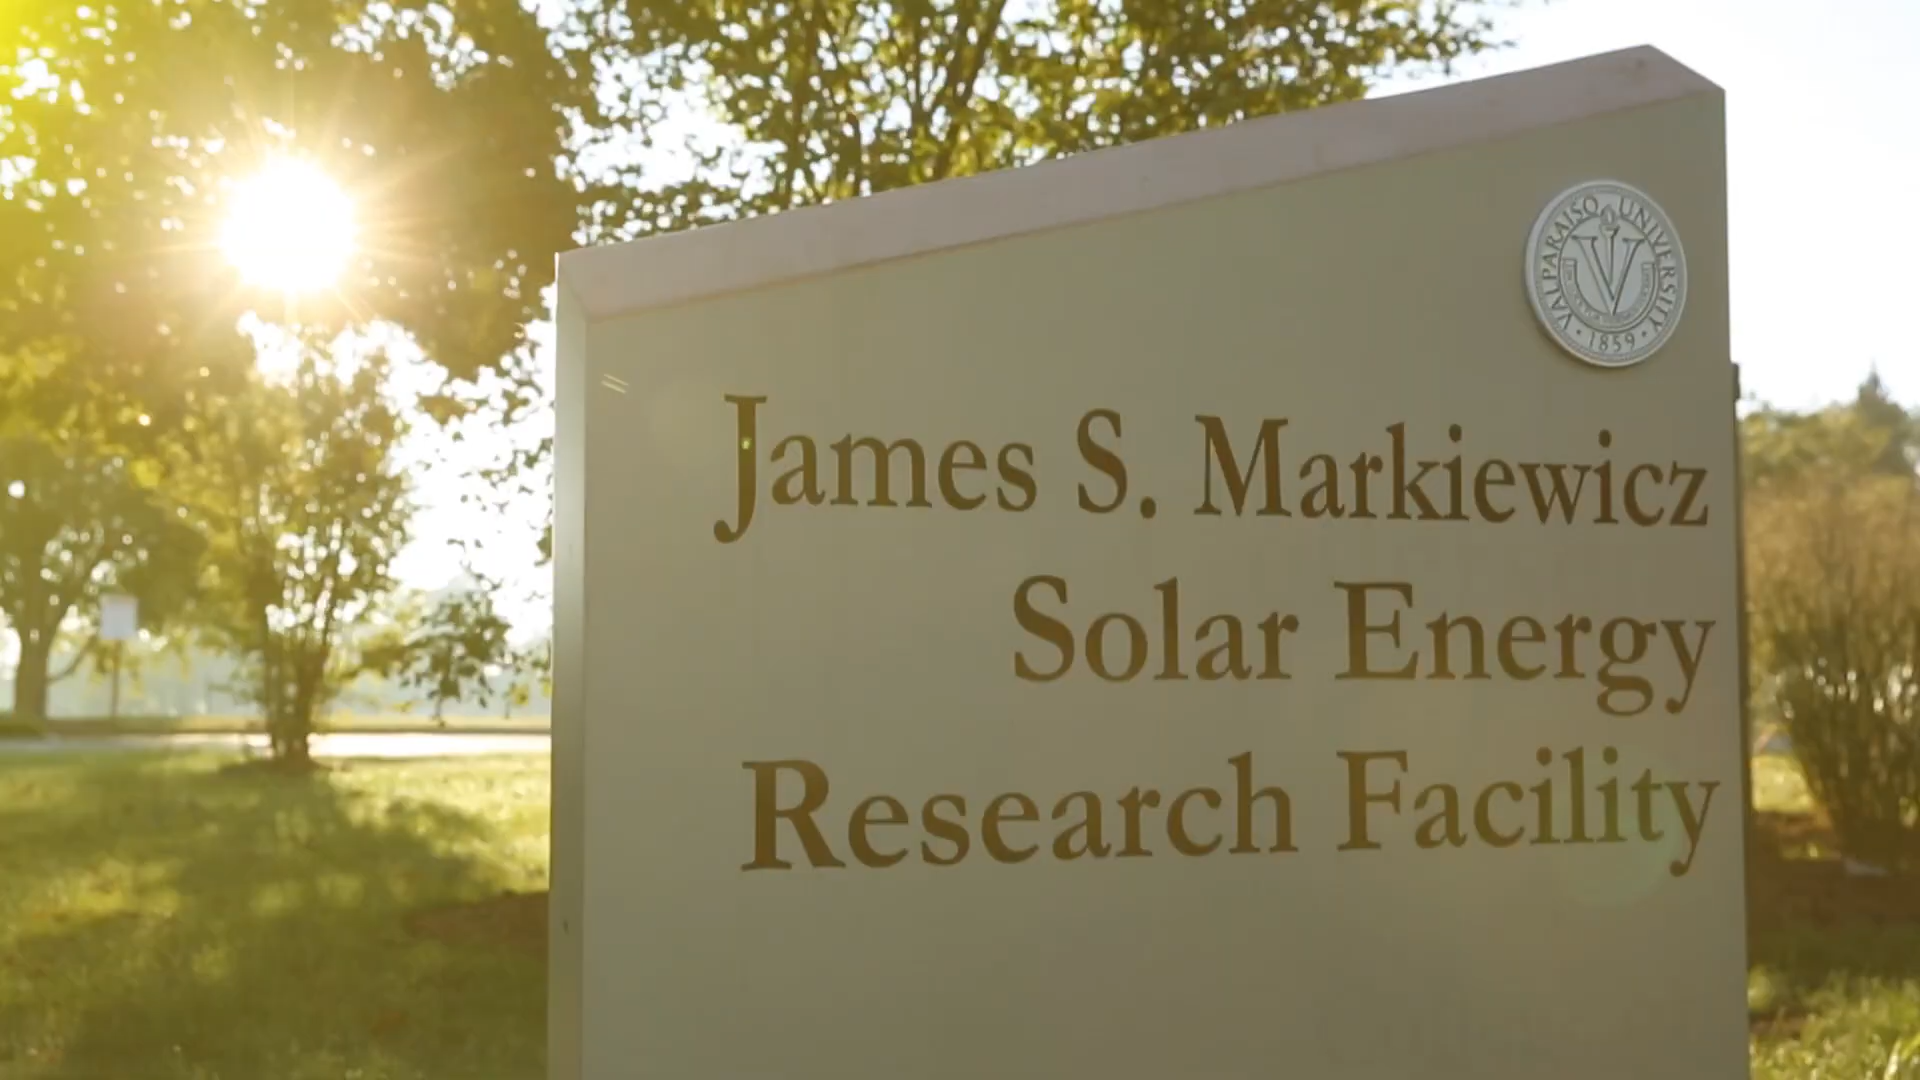 VALPARAISO UNIVERSITY
· 1859 ·
James S. Markiewicz
Solar Energy
Research Facility